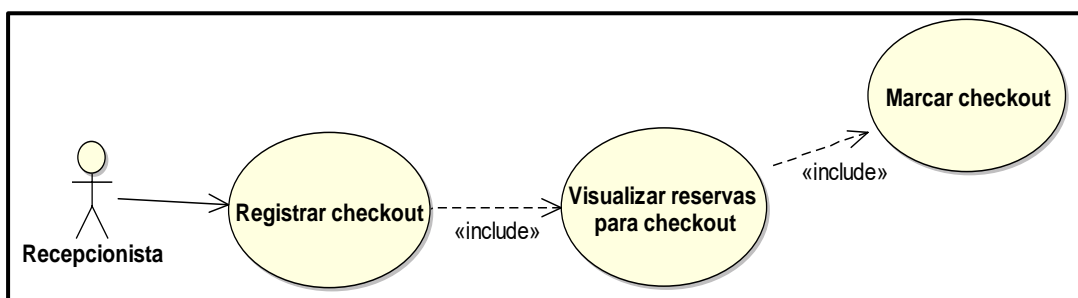 Marcar checkout
«include»
Visualizar reservas
para checkout
Registrar checkout
«include»
Recepcionista